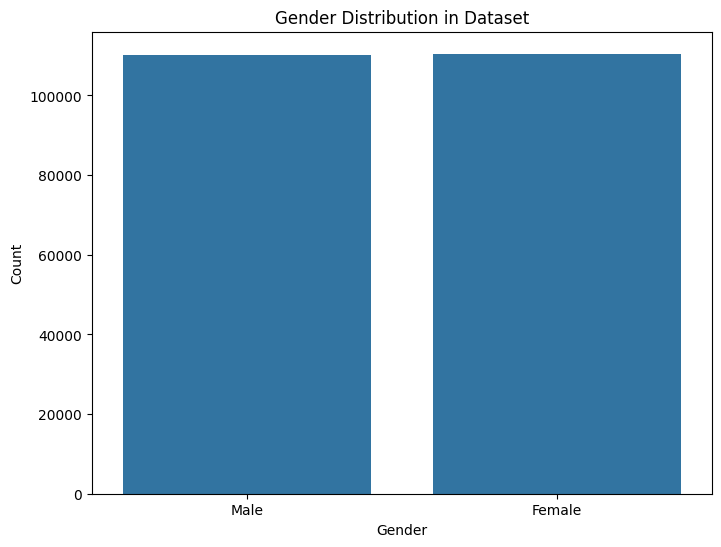 Gender Distribution in Dataset
100000
80000
60000
40000
20000
0
Count
Male
Female
Gender